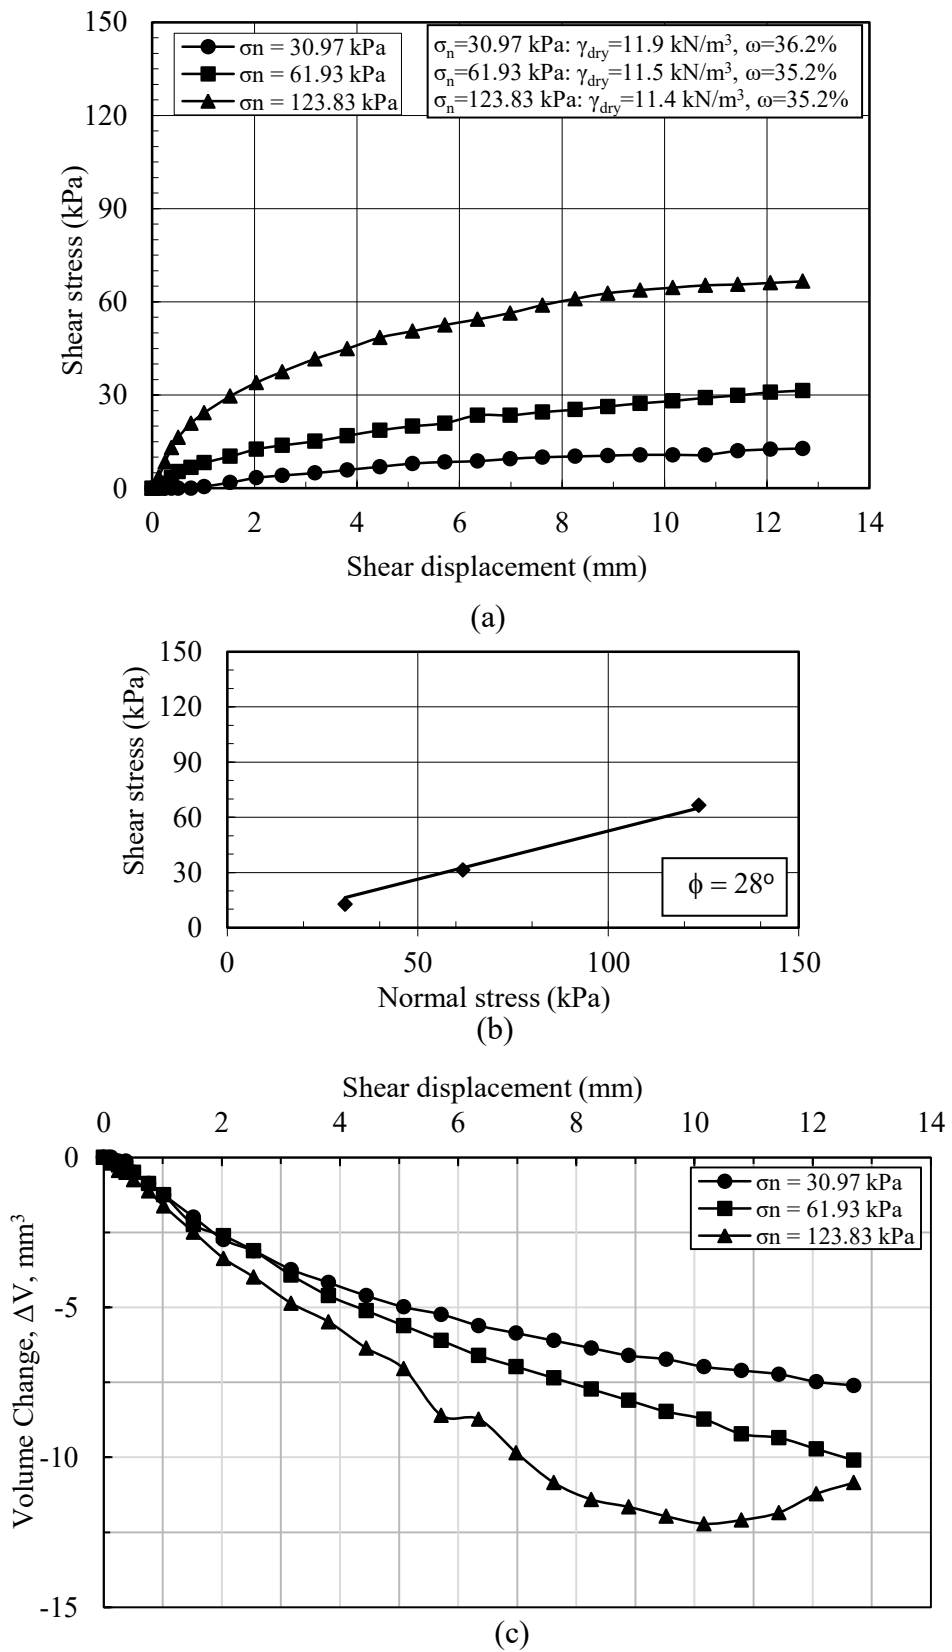 150
120
90
60
30
0
Shear stress (kPa)
σn = 30.97 kPa
σn = 61.93 kPa
σn = 123.83 kPa
σₙ=30.97 kPa: γ_dry=11.9 kN/m³, ω=36.2%
σₙ=61.93 kPa: γ_dry=11.5 kN/m³, ω=35.2%
σₙ=123.83 kPa: γ_dry=11.4 kN/m³, ω=35.2%
0 2 4 6 8 10 12 14
Shear displacement (mm)
(a)
150
120
90
60
30
0
Shear stress (kPa)
ϕ = 28º
0 50 100 150
Normal stress (kPa)
(b)
Shear displacement (mm)
0 2 4 6 8 10 12 14
0
-5
-10
-15
Volume Change, ΔV, mm³
σn = 30.97 kPa
σn = 61.93 kPa
σn = 123.83 kPa
(c)